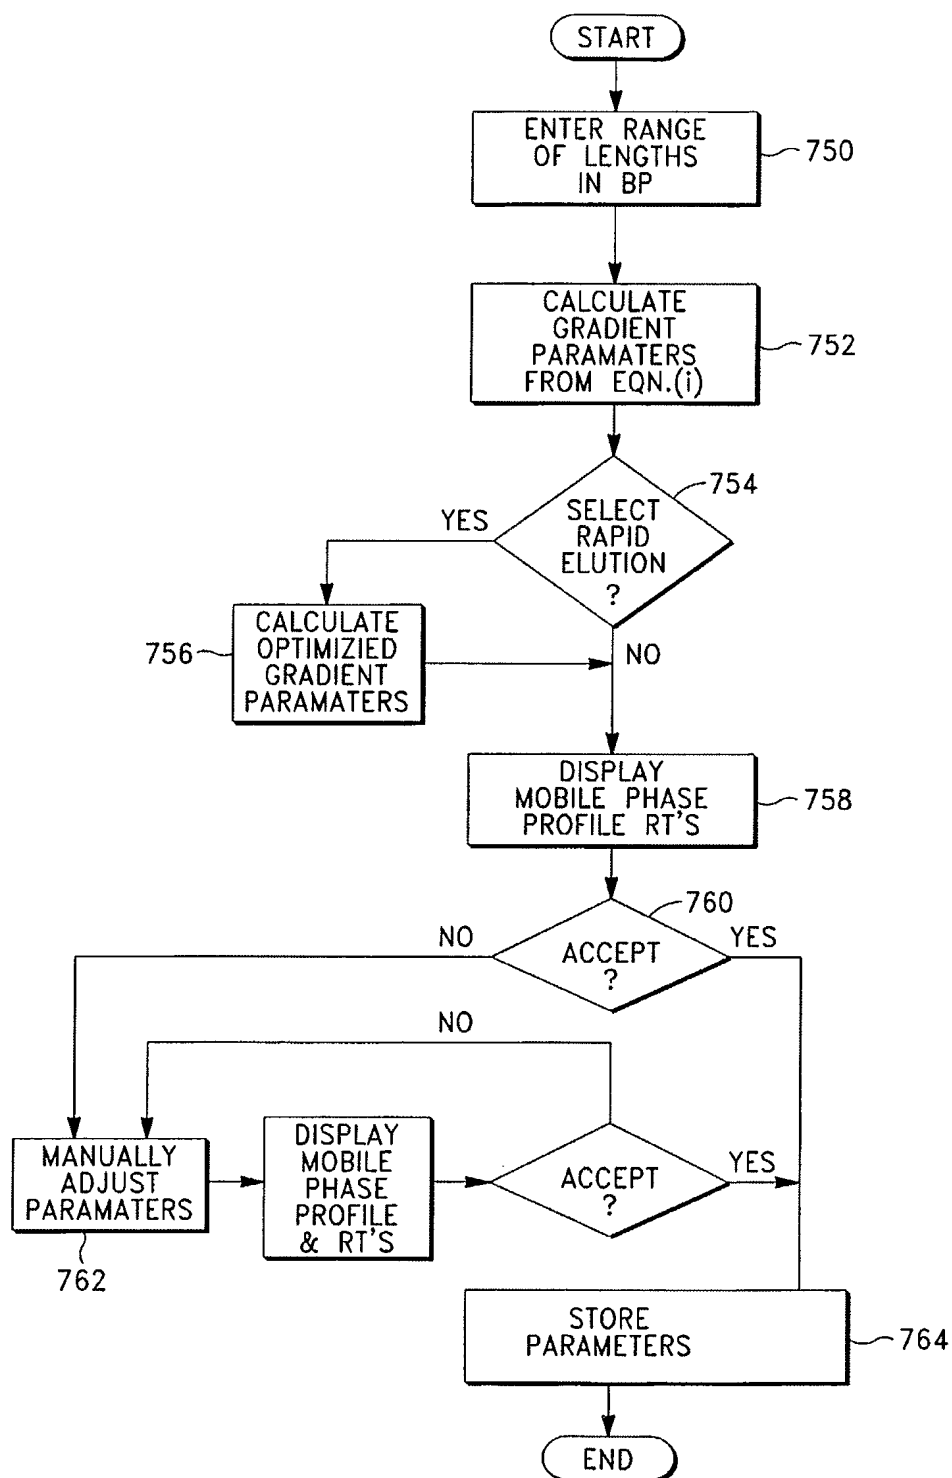 START
ENTER RANGE
OF LENGTHS
IN BP
750
CALCULATE
GRADIENT
PARAMATERS
FROM EQN.(i)
752
754
SELECT
RAPID
ELUTION
?
YES
NO
756
CALCULATE
OPTIMIZIED
GRADIENT
PARAMATERS
DISPLAY
MOBILE PHASE
PROFILE RT'S
758
760
ACCEPT
?
NO
YES
NO
MANUALLY
ADJUST
PARAMATERS
762
DISPLAY
MOBILE
PHASE
PROFILE
& RT'S
ACCEPT
?
YES
STORE
PARAMETERS
764
END